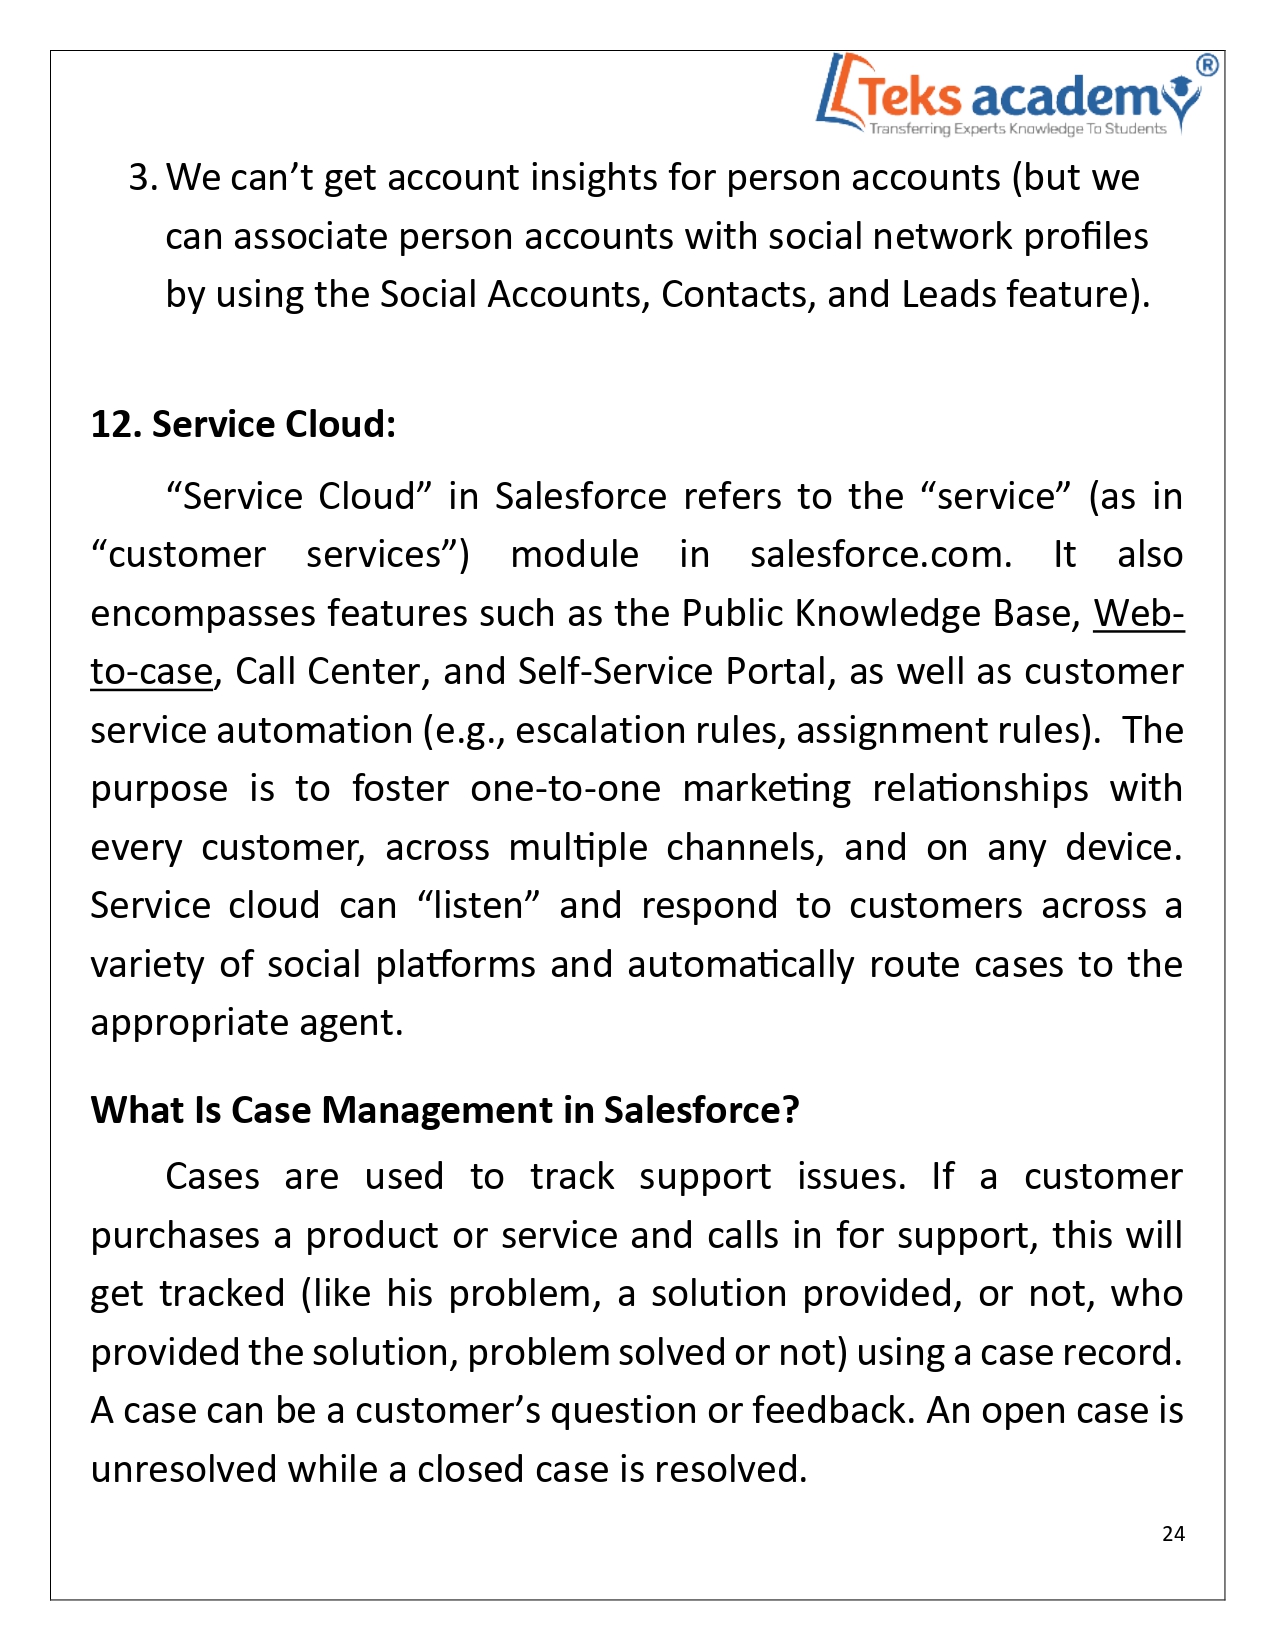 Teks academy ®
Transferring Experts Knowledge To Students
3. We can’t get account insights for person accounts (but we
can associate person accounts with social network profiles
by using the Social Accounts, Contacts, and Leads feature).
12. Service Cloud:
“Service Cloud” in Salesforce refers to the “service” (as in
“customer services”) module in salesforce.com. It also
encompasses features such as the Public Knowledge Base, Web-
to-case, Call Center, and Self-Service Portal, as well as customer
service automation (e.g., escalation rules, assignment rules).  The
purpose is to foster one-to-one marketing relationships with
every customer, across multiple channels, and on any device.
Service cloud can “listen” and respond to customers across a
variety of social platforms and automatically route cases to the
appropriate agent.
What Is Case Management in Salesforce?
Cases are used to track support issues. If a customer
purchases a product or service and calls in for support, this will
get tracked (like his problem, a solution provided, or not, who
provided the solution, problem solved or not) using a case record.
A case can be a customer’s question or feedback. An open case is
unresolved while a closed case is resolved.
24